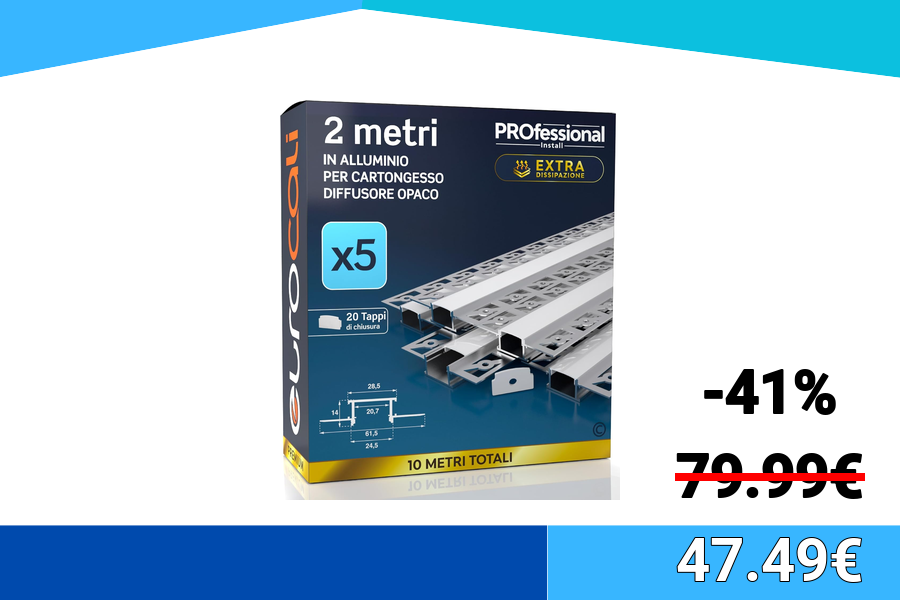 2 metri
IN ALLUMINIO
PER CARTONGESSO
DIFFUSORE OPACO
PROfessional
Install
EXTRA
DISSIPAZIONE
x5
20 Tappi
di chiusura
eurocali
PREMIUM
28,5
14
20,7
61,5
24,5
©
10 METRI TOTALI
-41%
79.99€
47.49€